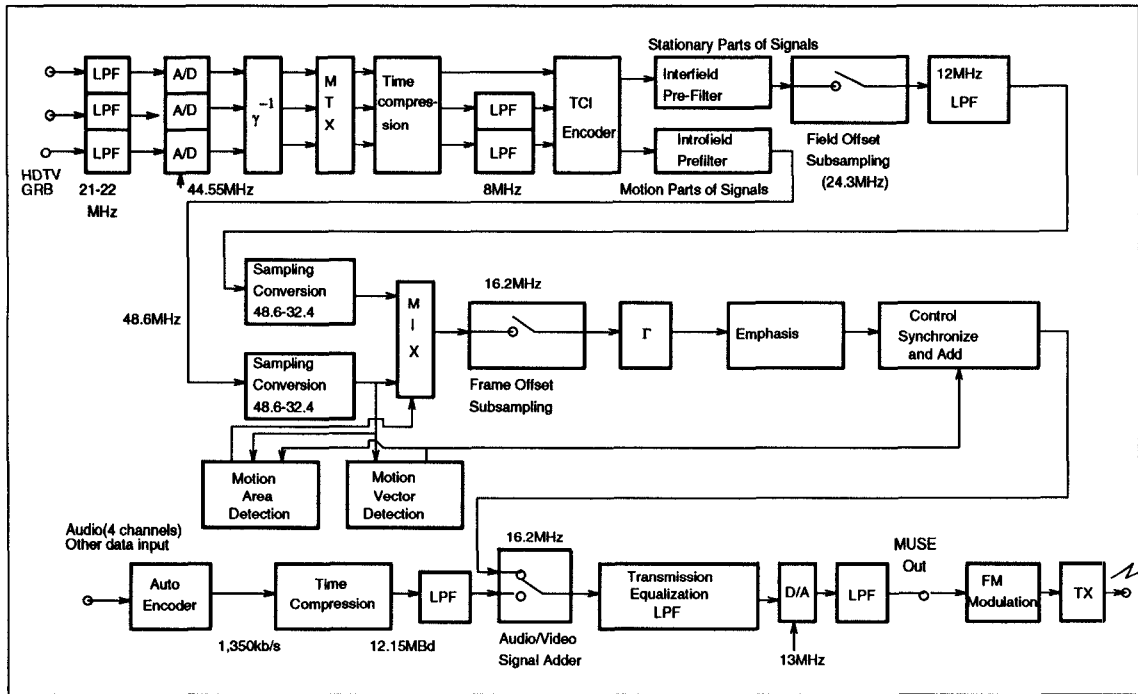 Stationary Parts of Signals
LPF
A/D
LPF
A/D
LPF
A/D
γ -1
M
T
X
Time
compres-
sion
LPF
LPF
TCI
Encoder
Interfield
Pre-Filter
Introfield
Prefilter
12MHz
LPF
Field Offset
Subsampling
(24.3MHz)
HDTV
GRB
21-22
MHz
44.55MHz
8MHz
Motion Parts of Signals
Sampling
Conversion
48.6-32.4
48.6MHz
Sampling
Conversion
48.6-32.4
M
I
X
16.2MHz
Frame Offset
Subsampling
Γ
Emphasis
Control
Synchronize
and Add
Motion
Area
Detection
Motion
Vector
Detection
Audio(4 channels)
Other data input
Auto
Encoder
1,350kb/s
Time
Compression
12.15MBd
LPF
16.2MHz
Audio/Video
Signal Adder
Transmission
Equalization
LPF
D/A
13MHz
LPF
MUSE
Out
FM
Modulation
TX